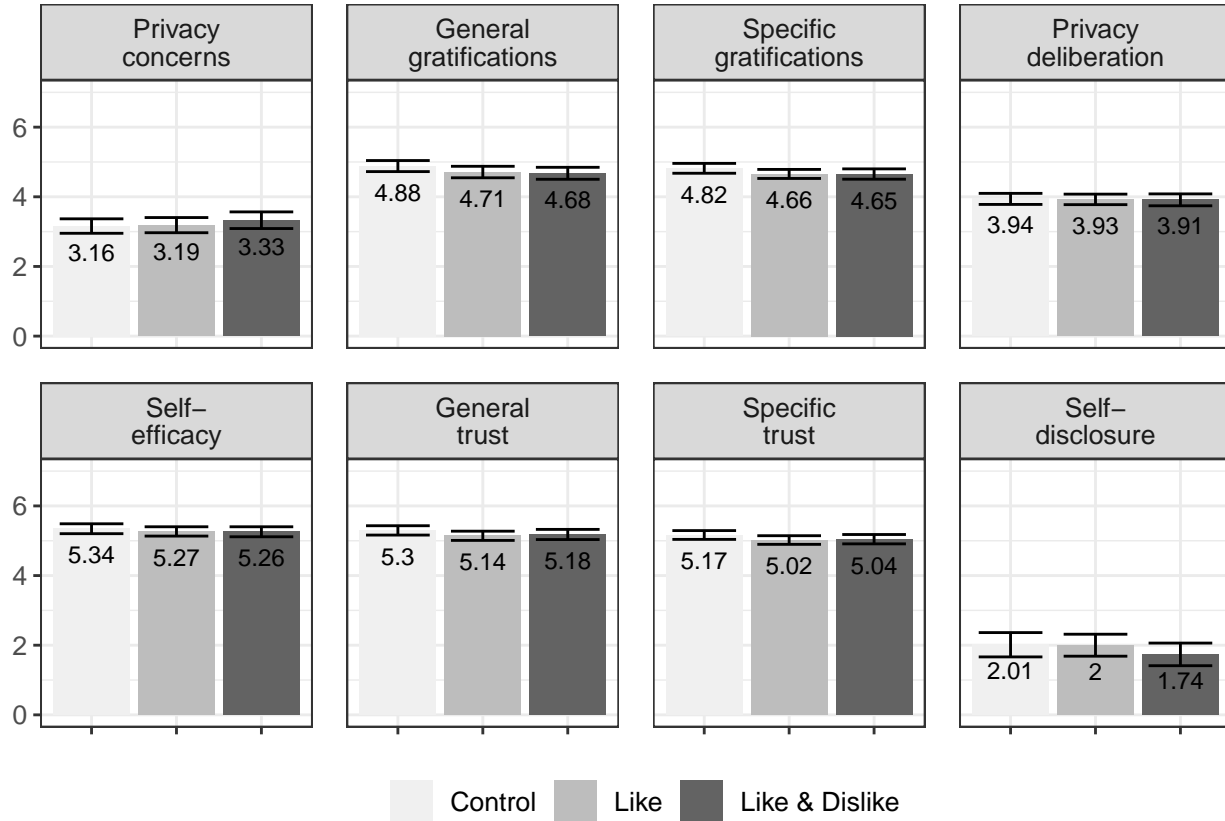 Privacy
concerns
General
gratifications
Specific
gratifications
Privacy
deliberation
6
4
2
0
3.16
3.19
3.33
4.88
4.71
4.68
4.82
4.66
4.65
3.94
3.93
3.91
Self–
efficacy
General
trust
Specific
trust
Self–
disclosure
6
4
2
0
5.34
5.27
5.26
5.3
5.14
5.18
5.17
5.02
5.04
2.01
2
1.74
Control
Like
Like & Dislike